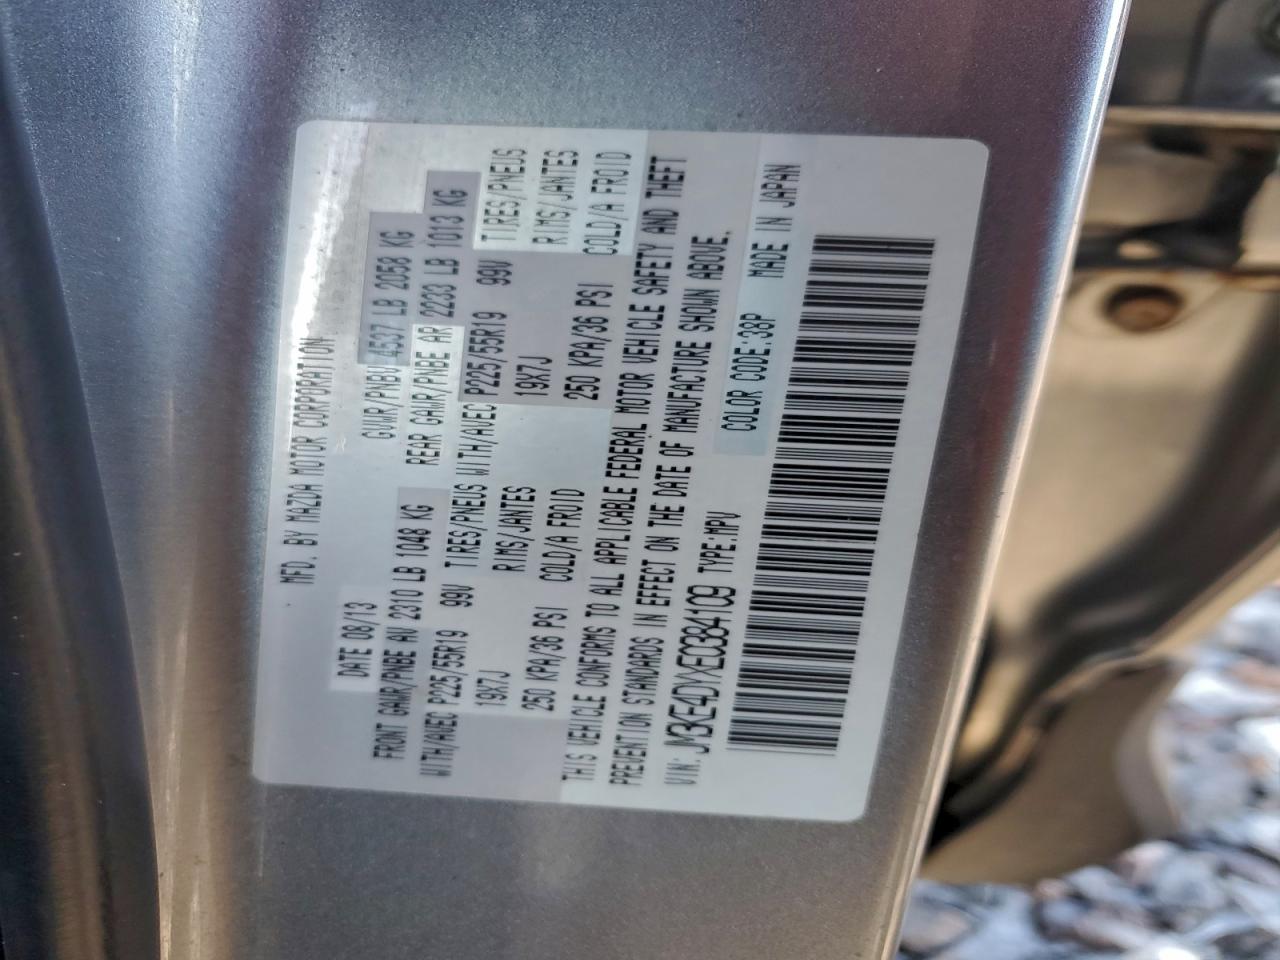 MFD. BY MAZDA MOTOR CORPORATION
DATE 08/13 GVWR/PNBV 4537 LB 2058 KG
FRONT GAWR/PNBE AV 2310 LB 1048 KG REAR GAWR/PNBE AR 2233 LB 1013 KG
WITH/AVEC P225/55R19 99V TIRES/PNEUS WITH/AVEC P225/55R19 99V TIRES/PNEUS
19X7J RIMS/JANTES 19X7J RIMS/JANTES
250 KPA/36 PSI COLD/A FROID 250 KPA/36 PSI COLD/A FROID
THIS VEHICLE CONFORMS TO ALL APPLICABLE FEDERAL MOTOR VEHICLE SAFETY AND THEFT
PREVENTION STANDARDS IN EFFECT ON THE DATE OF MANUFACTURE SHOWN ABOVE.
VIN: JM3KE4DYXE0384109 TYPE:MPV COLOR CODE:38P MADE IN JAPAN